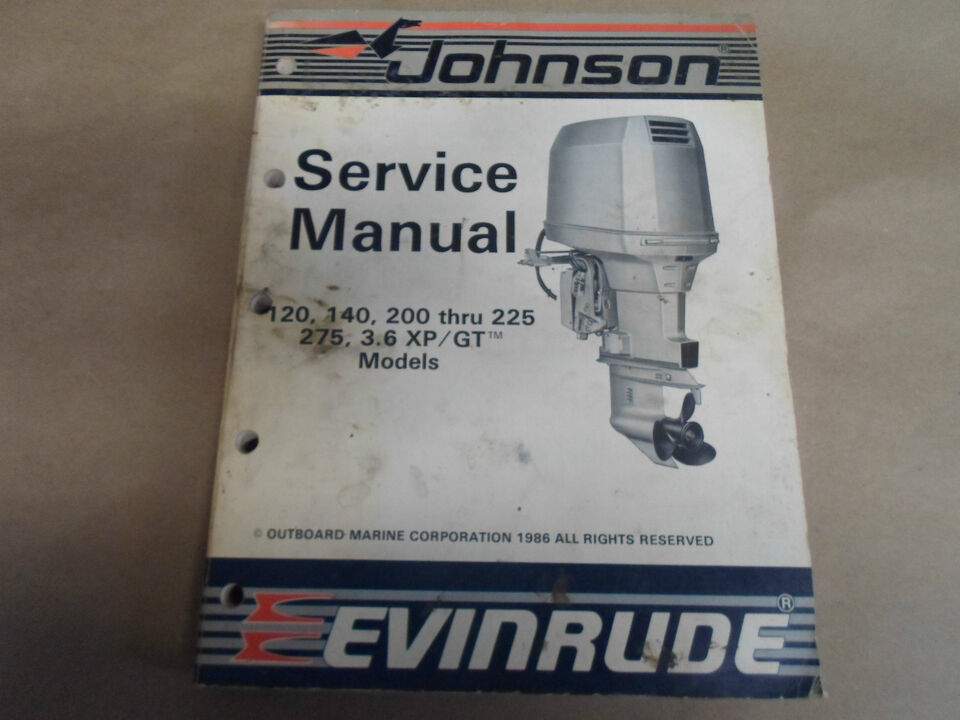 Johnson®
Service
Manual
120, 140, 200 thru 225
275, 3.6 XP/GT™
Models
© OUTBOARD MARINE CORPORATION 1986 ALL RIGHTS RESERVED
EVINRUDE®